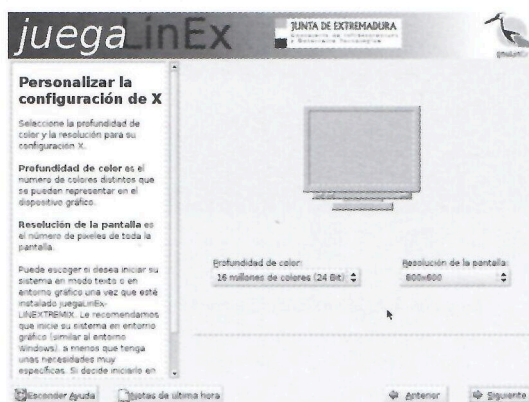 juegaLinEx
JUNTA DE EXTREMADURA
gnuLinEx
Personalizar la
configuración de X
Seleccione la profundidad de
color y la resolución para su
configuración X.
Profundidad de color es el
numero de colores distintos que
se pueden representar en el
dispositivo gráfico.
Resolución de la pantalla es
el número de pixeles de toda la
pantalla.
Puede escoger si desea iniciar su
sistema en modo texto o en
entorno gráfico una vez que esté
instalado juegaLinEx-
LINEXTREMIX. Le recomendamos
que inicie su sistema en entorno
gráfico (similar al entorno
Windows), a menos que tenga
unas necesidades muy
específicas. Si decide iniciarlo en
Profundidad de color:
16 millones de colores (24 Bit)
Resolución de la pantalla:
800x600
Esconder Ayuda
Notas de última hora
Anterior
Siguiente